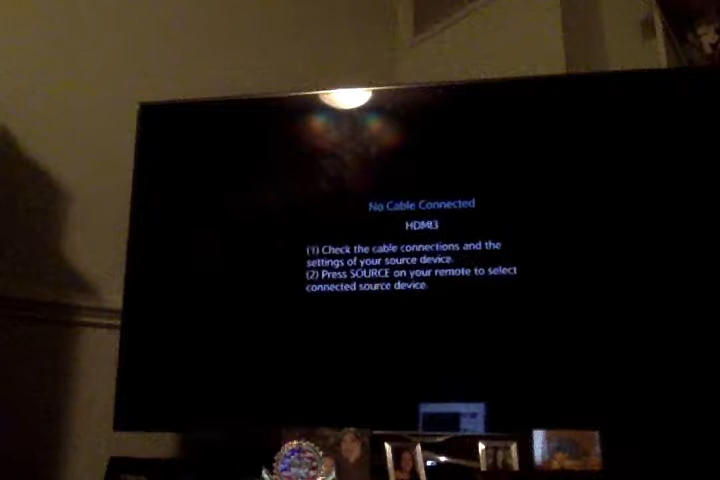 No Cable Connected
HDMI3
(1) Check the cable connections and the
settings of your source device.
(2) Press SOURCE on your remote to select
connected source device.